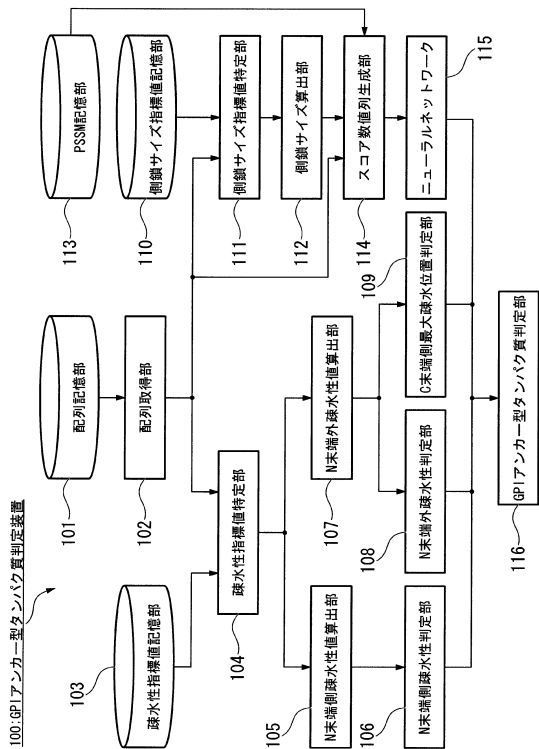 100:GPIアンカー型タンパク質判定装置
疎水性指標値記憶部
103
配列記憶部
101
PSSM記憶部
113
配列取得部
102
側鎖サイズ指標値記憶部
110
疎水性指標値特定部
104
側鎖サイズ指標値特定部
111
側鎖サイズ算出部
112
N末端側疎水性値算出部
105
N末端外疎水性値算出部
107
スコア数値列生成部
114
N末端側疎水性判定部
106
N末端外疎水性判定部
108
C末端側最大疎水位置判定部
109
ニューラルネットワーク
115
GPIアンカー型タンパク質判定部
116